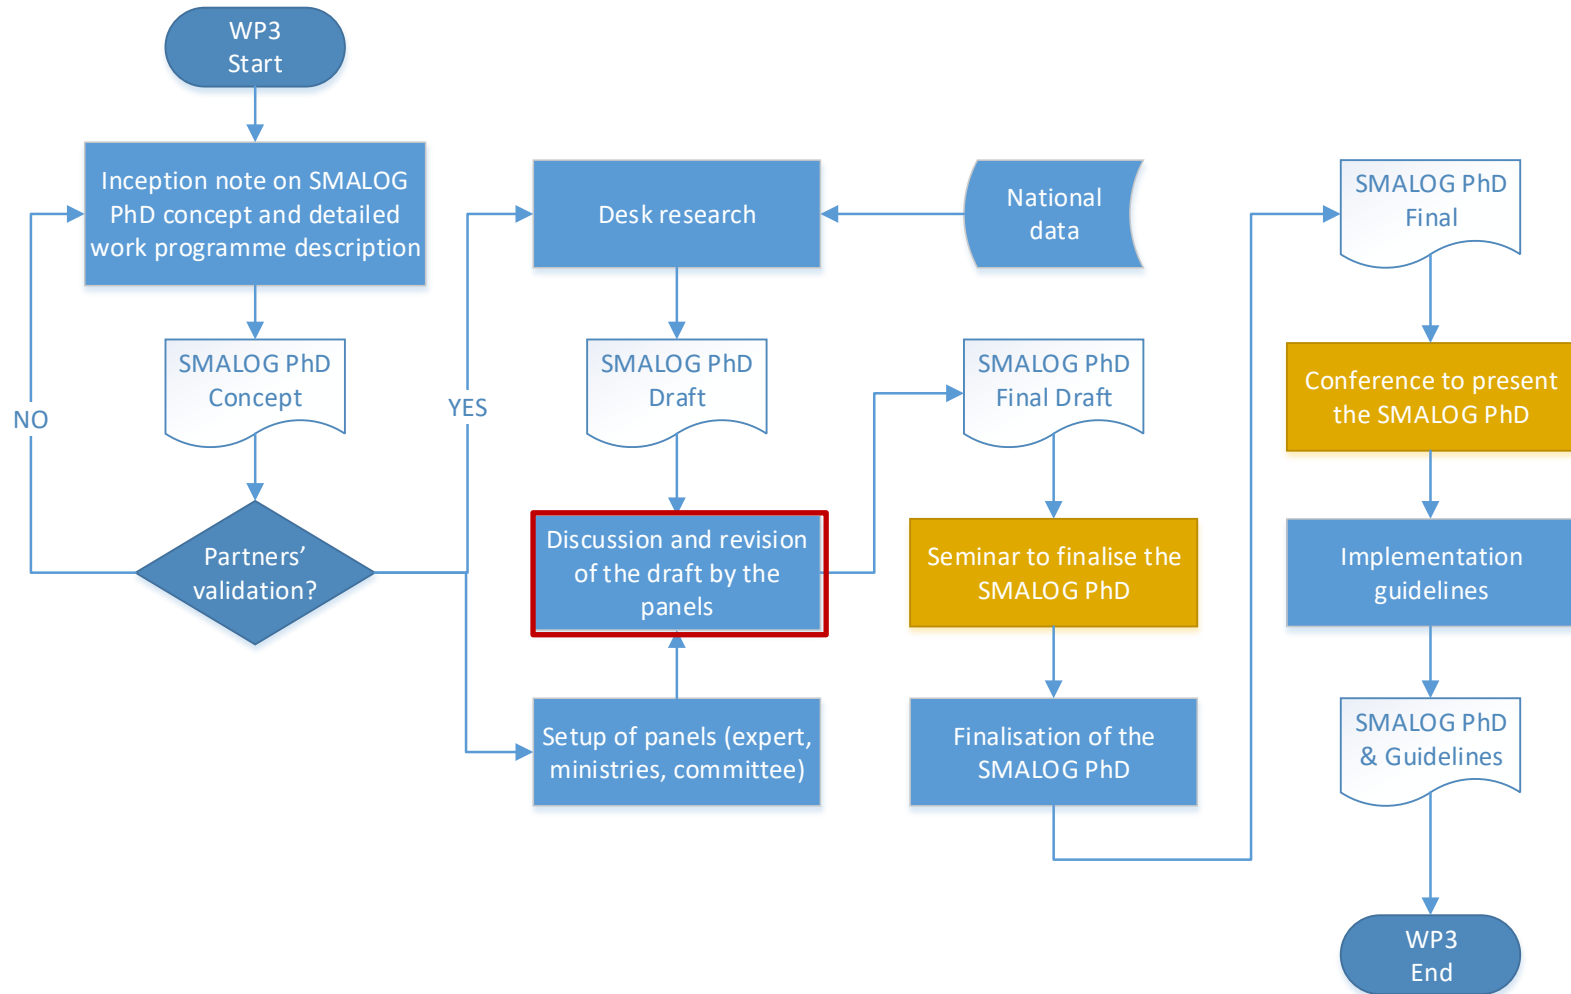 WP3
Start
Inception note on SMALOG
PhD concept and detailed
work programme description
SMALOG PhD
Concept
NO
Partners’
validation?
YES
Desk research
National
data
SMALOG PhD
Draft
Discussion and revision
of the draft by the
panels
Setup of panels (expert,
ministries, committee)
SMALOG PhD
Final Draft
Seminar to finalise the
SMALOG PhD
Finalisation of the
SMALOG PhD
SMALOG PhD
Final
Conference to present
the SMALOG PhD
Implementation
guidelines
SMALOG PhD
& Guidelines
WP3
End